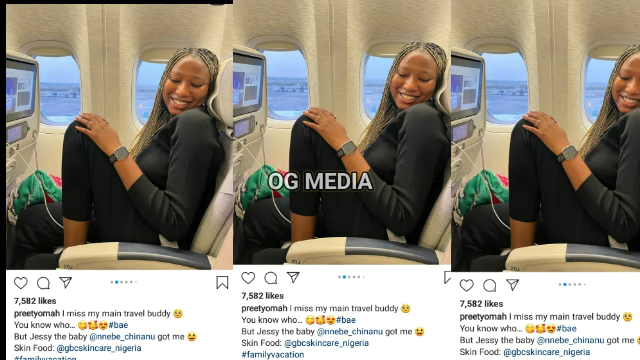 OG MEDIA
7,582 likes
preetyomah I miss my main travel buddy 🥺
You know who... 😋🥰😍#bae
But Jessy the baby @nnebe_chinanu got me 😀
Skin Food: @gbcskincare_nigeria
#familyvacation
7,582 likes
preetyomah I miss my main travel buddy 🥺
You know who... 😋🥰😍#bae
But Jessy the baby @nnebe_chinanu got me 😀
Skin Food: @gbcskincare_nigeria
#familyvacation
7,582 likes
preetyomah I miss my main travel buddy 🥺
You know who... 😋🥰😍#bae
But Jessy the baby @nnebe_chinanu got me
Skin Food: @gbcskincare_nigeria